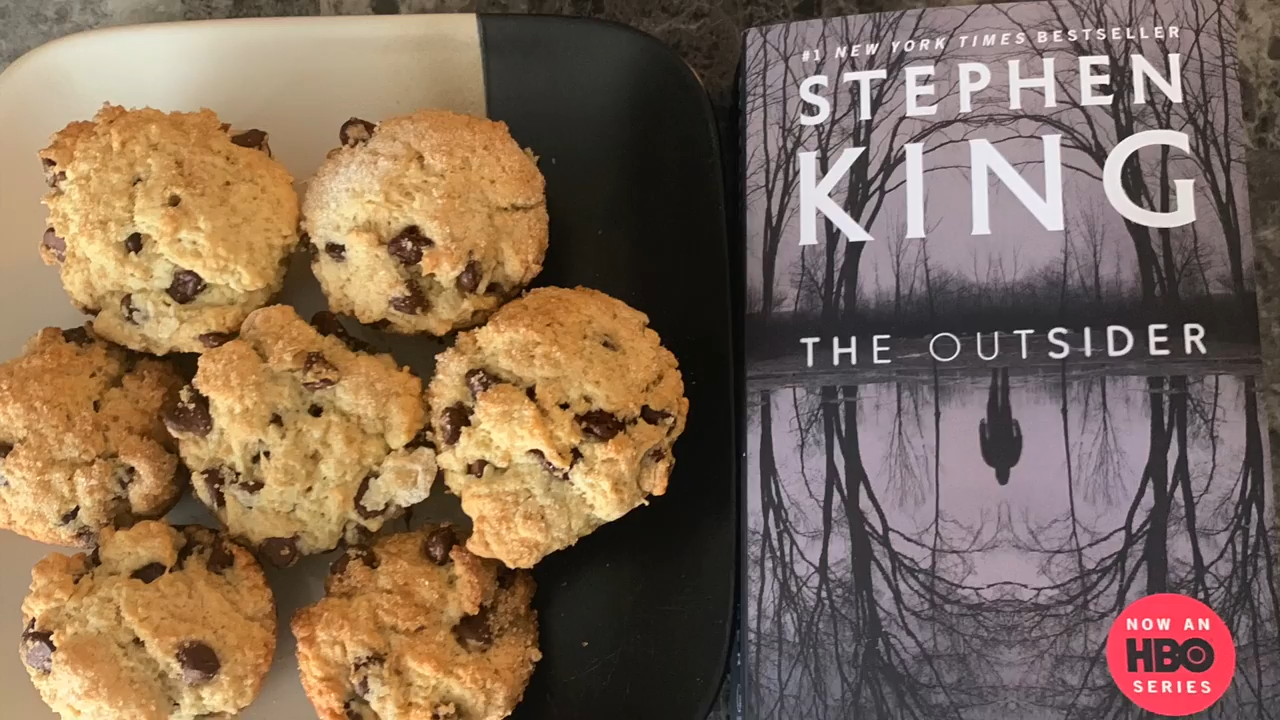 #1 NEW YORK TIMES BESTSELLER
STEPHEN
KING
THE OUTSIDER
NOW AN
HBO
SERIES